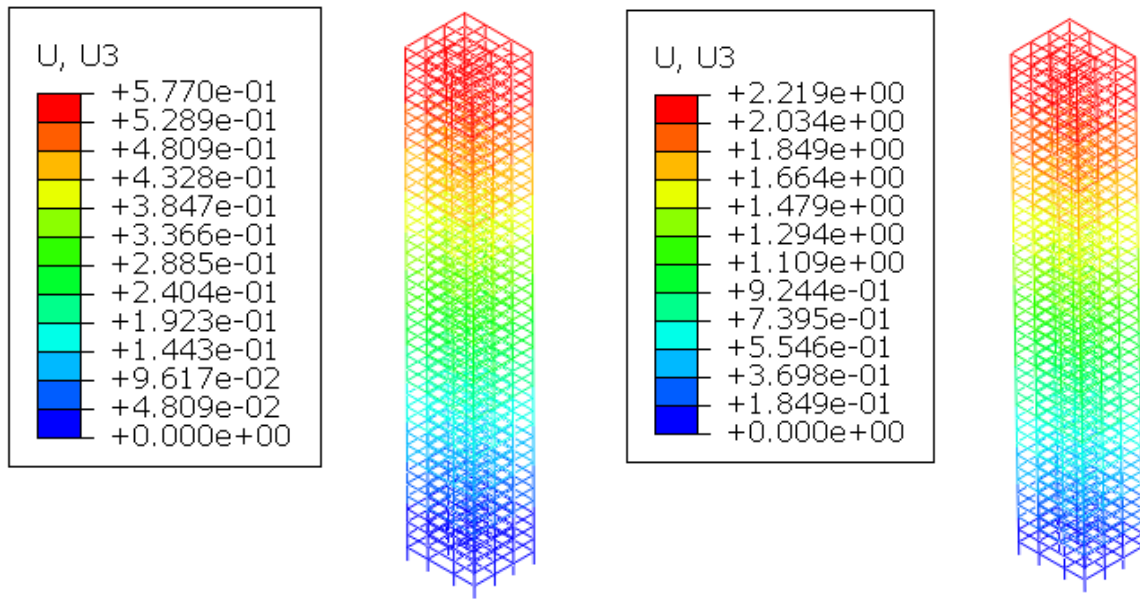 U, U3
+5.770e-01
+5.289e-01
+4.809e-01
+4.328e-01
+3.847e-01
+3.366e-01
+2.885e-01
+2.404e-01
+1.923e-01
+1.443e-01
+9.617e-02
+4.809e-02
+0.000e+00
U, U3
+2.219e+00
+2.034e+00
+1.849e+00
+1.664e+00
+1.479e+00
+1.294e+00
+1.109e+00
+9.244e-01
+7.395e-01
+5.546e-01
+3.698e-01
+1.849e-01
+0.000e+00